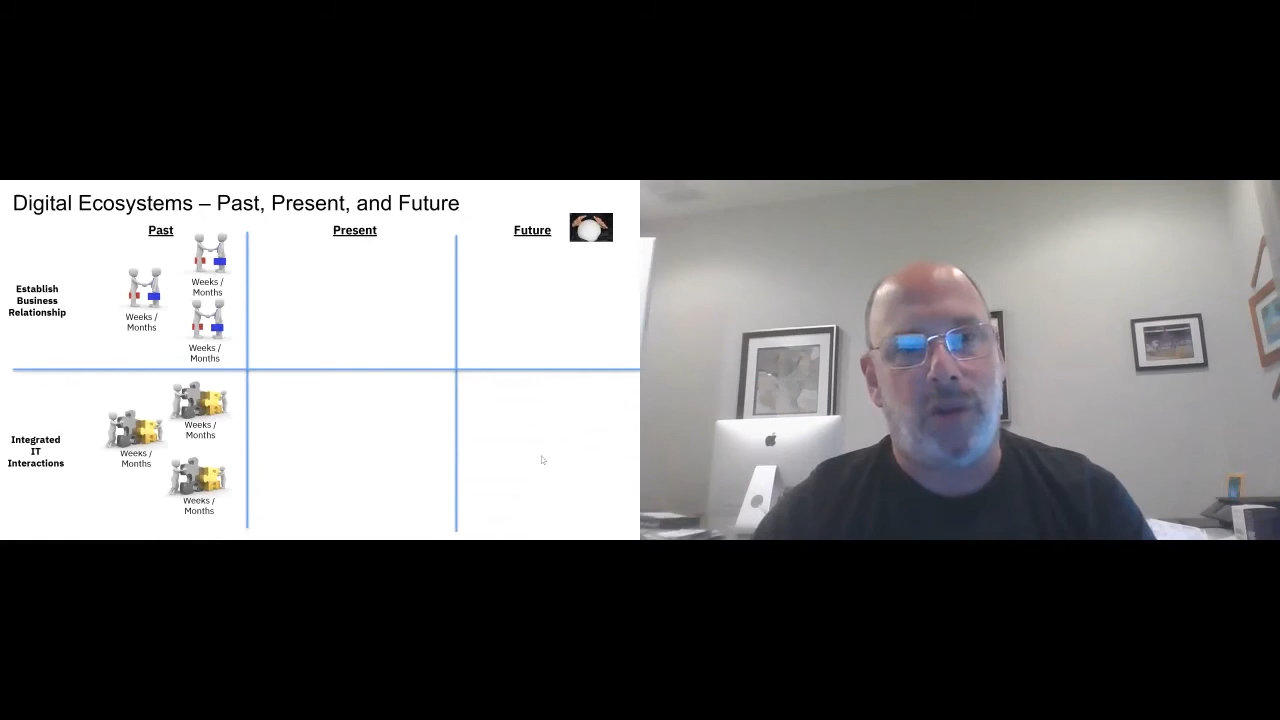 Digital Ecosystems – Past, Present, and Future
Past
Present
Future
Establish
Business
Relationship
Weeks /
Months
Weeks /
Months
Weeks /
Months
Integrated
IT
Interactions
Weeks /
Months
Weeks /
Months
Weeks /
Months